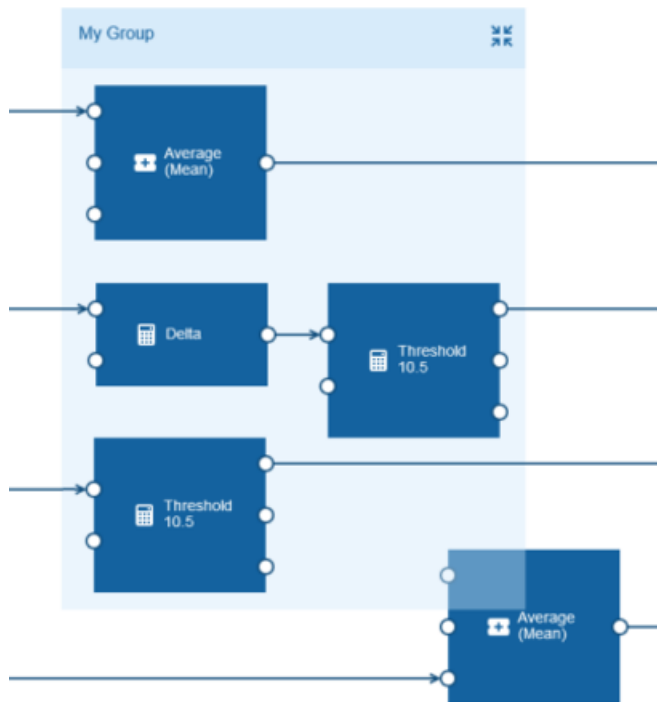 My Group
Average
(Mean)
Delta
Threshold
10.5
Threshold
10.5
Average
(Mean)